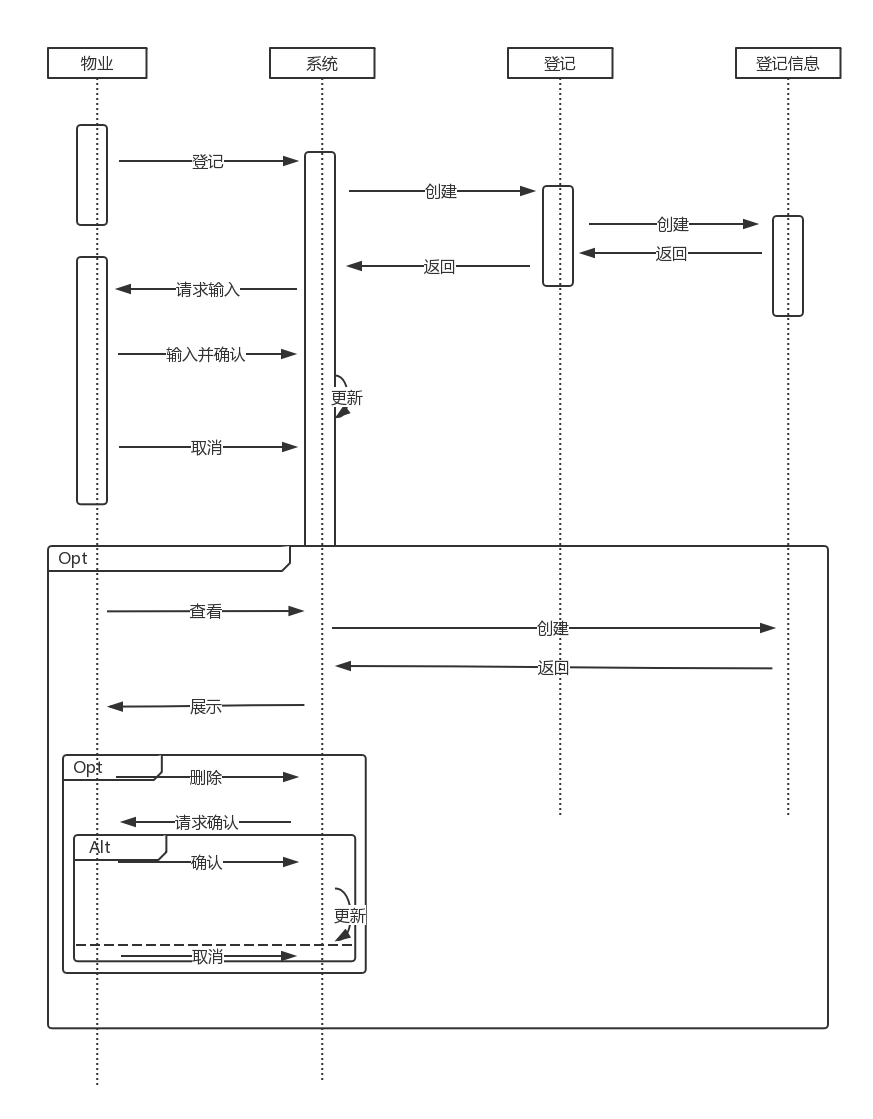 物业
系统
登记
登记信息
登记
创建
创建
返回
返回
请求输入
输入并确认
更新
取消
Opt
查看
创建
返回
展示
Opt
删除
请求确认
Alt
确认
更新
取消